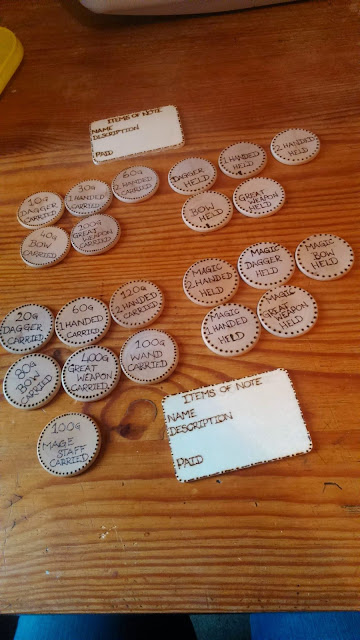 ITEMS OF NOTE
NAME
DESCRIPTION
PAID
10G
DAGGER
CARRIED
30G
1 HANDED
CARRIED
60G
2 HANDED
CARRIED
DAGGER
HELD
1 HANDED
HELD
2 HANDED
HELD
40G
BOW
CARRIED
GREAT
WEAPON
CARRIED
BOW
HELD
GREAT
WEAPON
HELD
MAGIC
2 HANDED
HELD
MAGIC
DAGGER
HELD
MAGIC
BOW
HELD
MAGIC
HANDED
HELD
MAGIC
GREAT
WEAPON
HELD
20G
DAGGER
CARRIED
60G
1 HANDED
CARRIED
120G
2 HANDED
CARRIED
80G
BOW
CARRIED
GREAT
WEAPON
CARRIED
100G
WAND
CARRIED
100G
MAGE
STAFF
CARRIED
ITEMS OF NOTE
NAME
DESCRIPTION
PAID